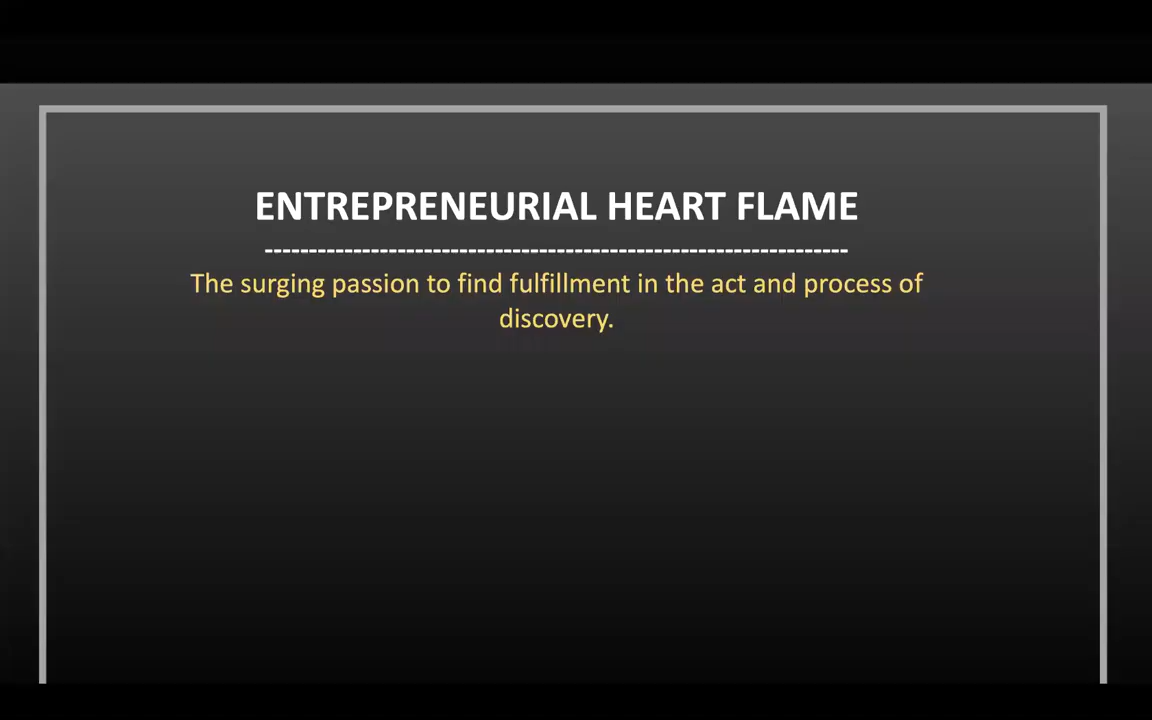 ENTREPRENEURIAL HEART FLAME
------------------------------------------------------------------
The surging passion to find fulfillment in the act and process of
discovery.